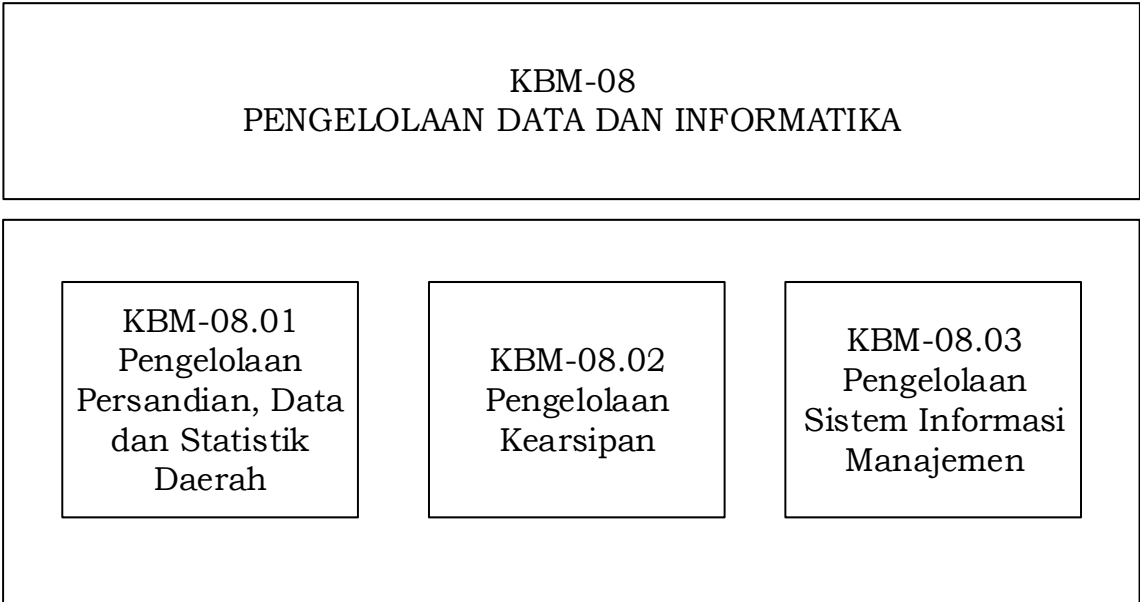 KBM-08
PENGELOLAAN DATA DAN INFORMATIKA
KBM-08.01
Pengelolaan
Persandian, Data
dan Statistik
Daerah
KBM-08.02
Pengelolaan
Kearsipan
KBM-08.03
Pengelolaan
Sistem Informasi
Manajemen